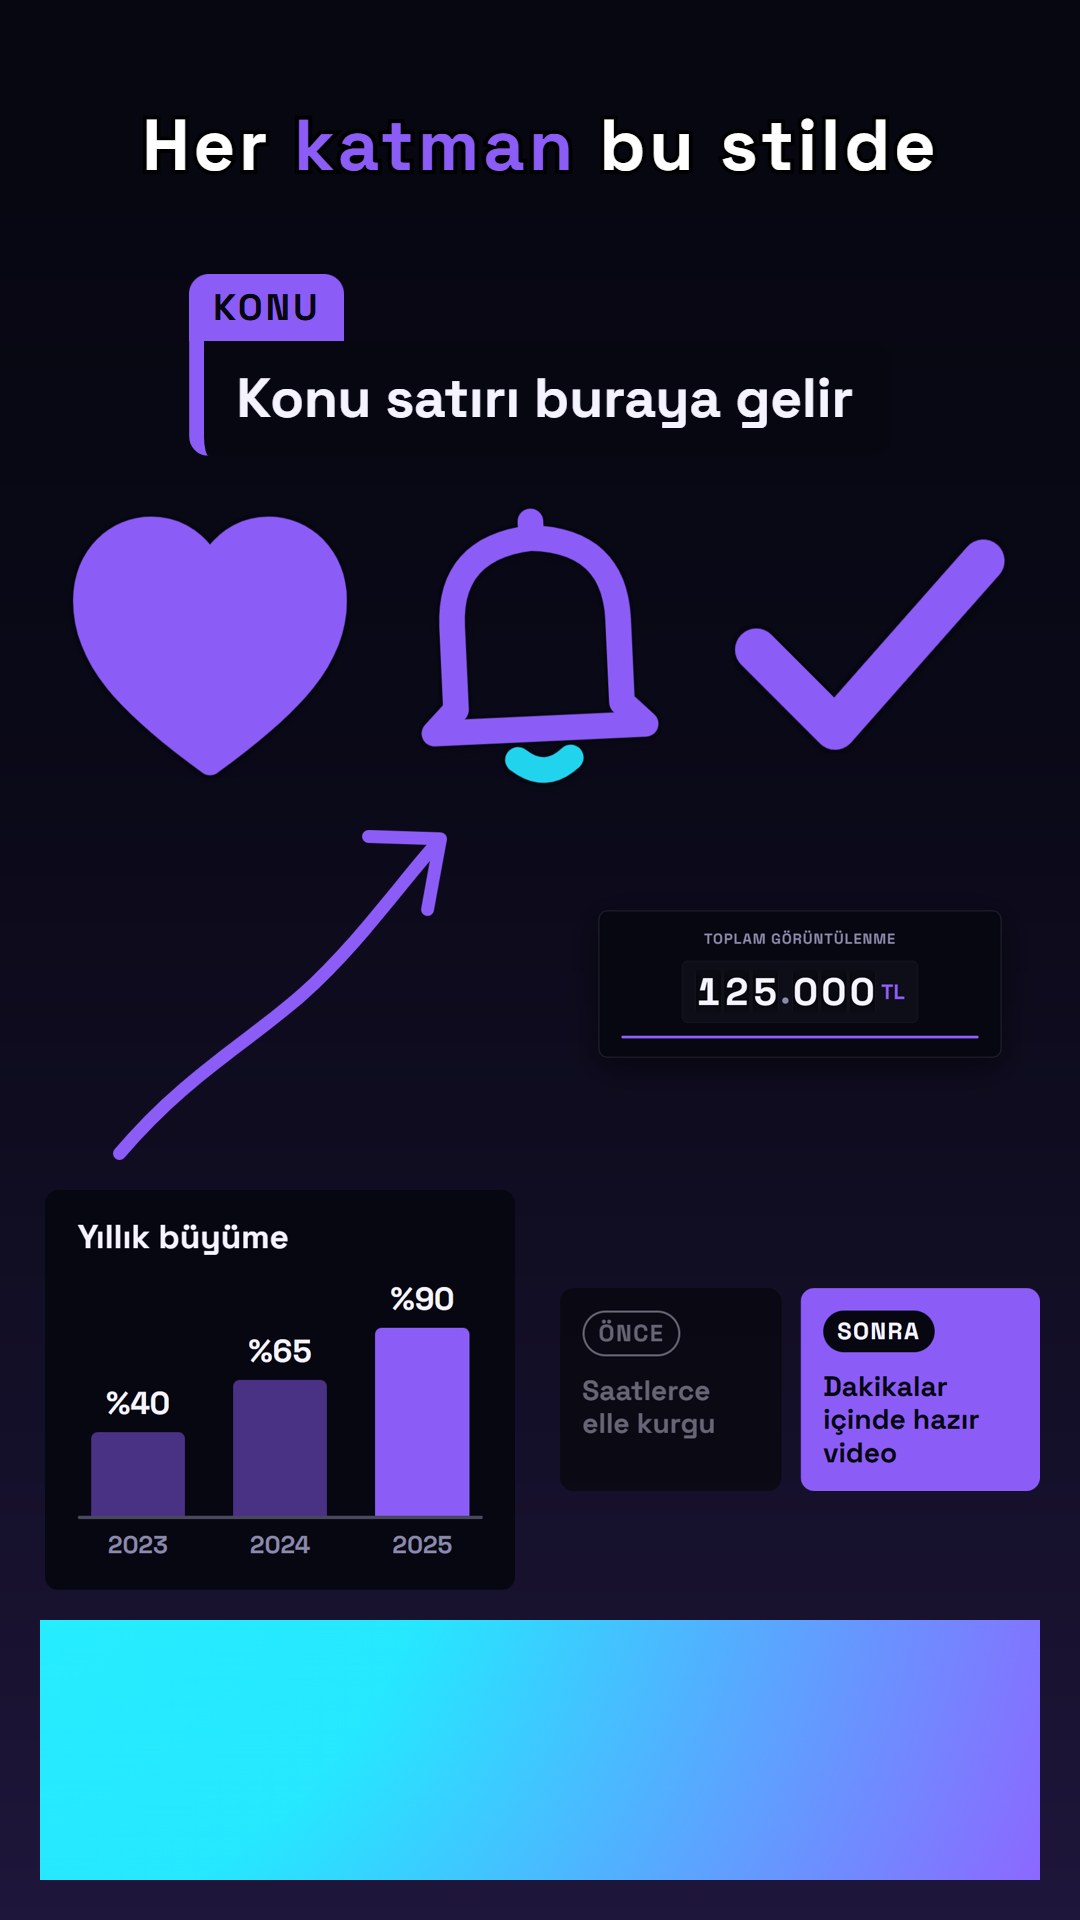 Her katman bu stilde
KONU
Konu satırı buraya gelir
TOPLAM GÖRÜNTÜLENME
125.000 TL
Yıllık büyüme
%40
%65
%90
2023
2024
2025
ÖNCE
Saatlerce
elle kurgu
SONRA
Dakikalar
içinde hazır
video